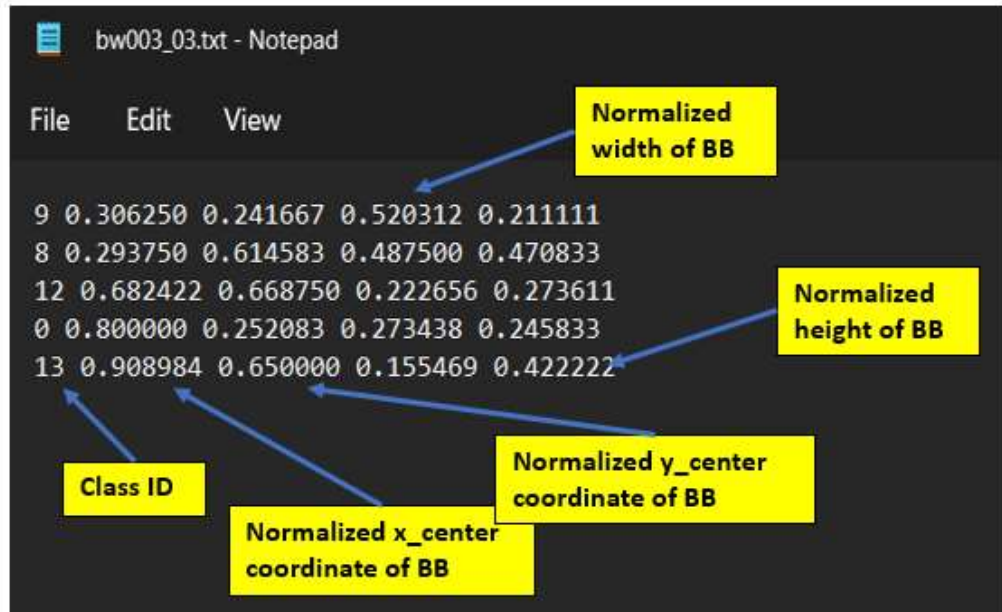 bw003_03.txt - Notepad
File Edit View
Normalized
width of BB
9 0.306250 0.241667 0.520312 0.211111
8 0.293750 0.614583 0.487500 0.470833
12 0.682422 0.668750 0.222656 0.273611
0 0.800000 0.252083 0.273438 0.245833
13 0.908984 0.650000 0.155469 0.422222
Normalized
height of BB
Class ID
Normalized x_center
coordinate of BB
Normalized y_center
coordinate of BB